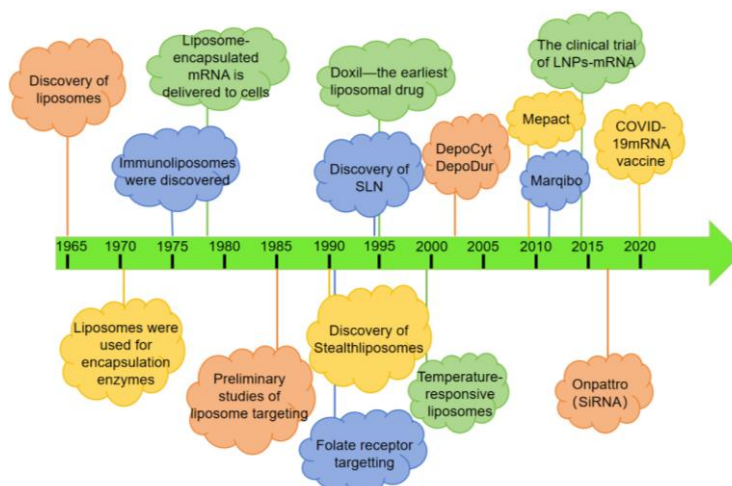 Discovery of
liposomes
Liposome-
encapsulated
mRNA is
delivered to cells
Immunoliposomes
were discovered
Doxil—the earliest
liposomal drug
Discovery of
SLN
DepoCyt
DepoDur
Mepact
Marqibo
The clinical trial
of LNPs-mRNA
COVID-
19mRNA
vaccine
1965 1970 1975 1980 1985 1990 1995 2000 2005 2010 2015 2020
Liposomes were
used for
encapsulation
enzymes
Preliminary
studies of
liposome targeting
Discovery of
Stealthliposomes
Folate receptor
targetting
Temperature-
responsive
liposomes
Onpattro
(SiRNA)